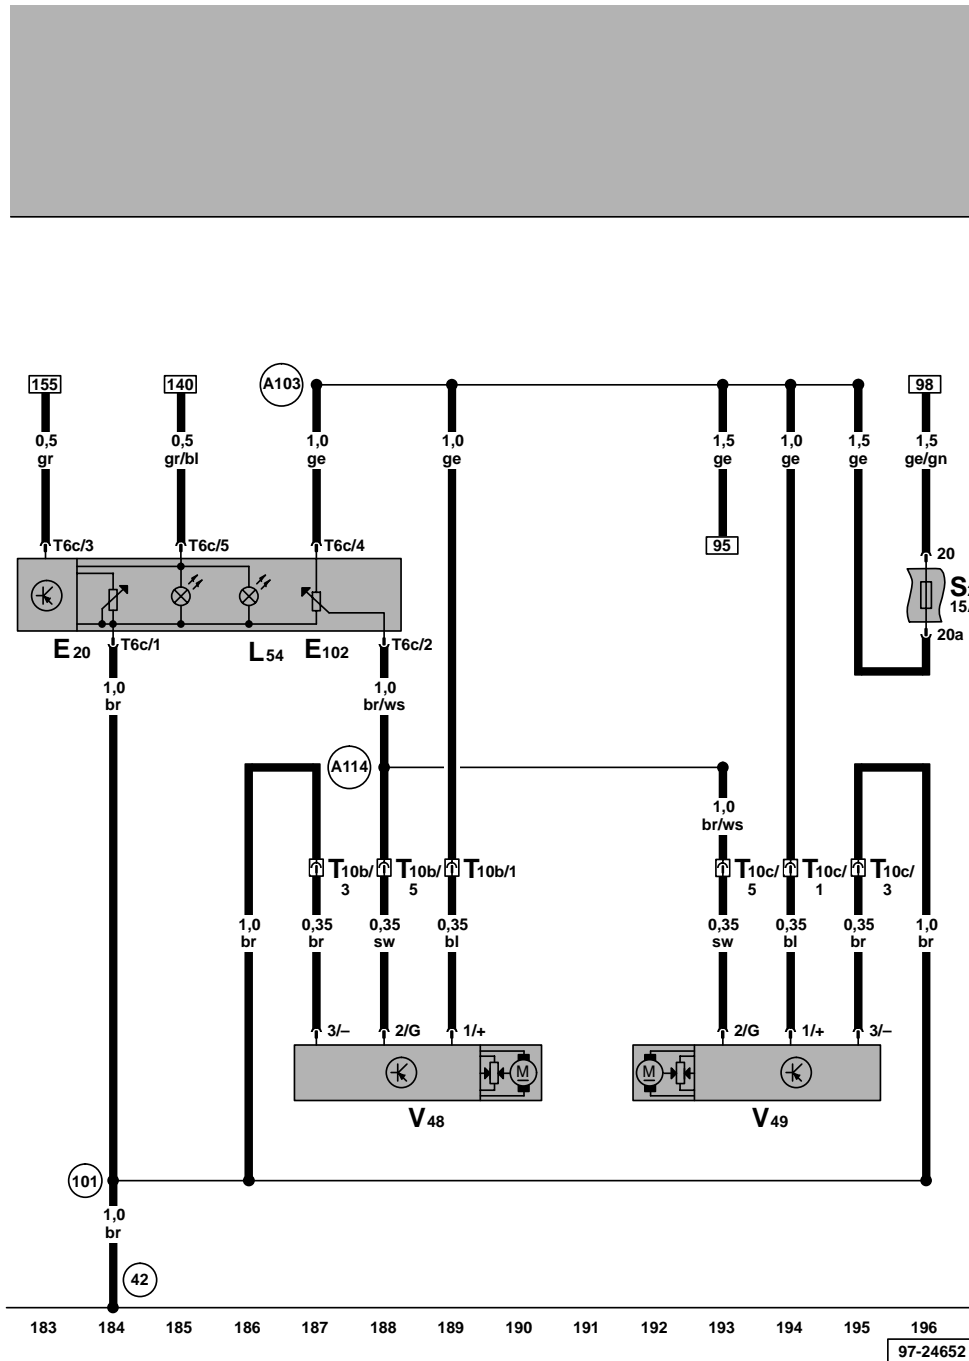 155
140
A103
98
0,5
gr
0,5
gr/bl
1,0
ge
1,0
ge
1,5
ge
1,0
ge
1,5
ge
1,5
ge/gn
T6c/3
T6c/5
T6c/4
95
20
S
15
20a
E20
T6c/1
L54
E102
T6c/2
1,0
br
1,0
br/ws
A114
1,0
br/ws
T10b/3
T10b/5
T10b/1
T10c/5
T10c/1
T10c/3
1,0
br
0,35
br
0,35
sw
0,35
bl
0,35
sw
0,35
bl
0,35
br
1,0
br
3/–
2/G
1/+
2/G
1/+
3/–
M
M
V48
V49
101
1,0
br
42
183 184 185 186 187 188 189 190 191 192 193 194 195 196
97-24652